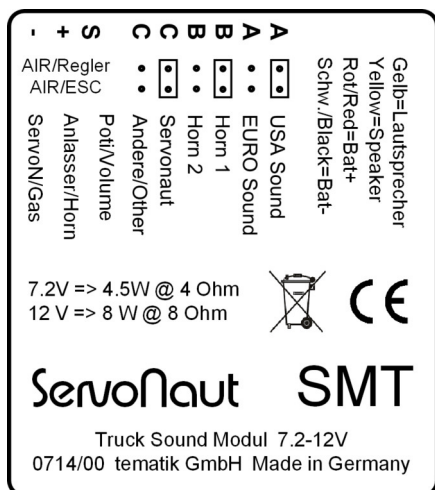 - + S C C B B A A
AIR/Regler
AIR/ESC
ServoN/Gas
Anlasser/Horn
Poti/Volume
Andere/Other
Servonaut
Horn 2
Horn 1
EURO Sound
USA Sound
Gelb=Lautsprecher
Yellow=Speaker
Rot/Red=Bat+
Schw./Black=Bat-
7.2V => 4.5W @ 4 Ohm
12 V => 8 W @ 8 Ohm
CE
ServoNaut SMT
Truck Sound Modul 7.2-12V
0714/00 tematik GmbH Made in Germany